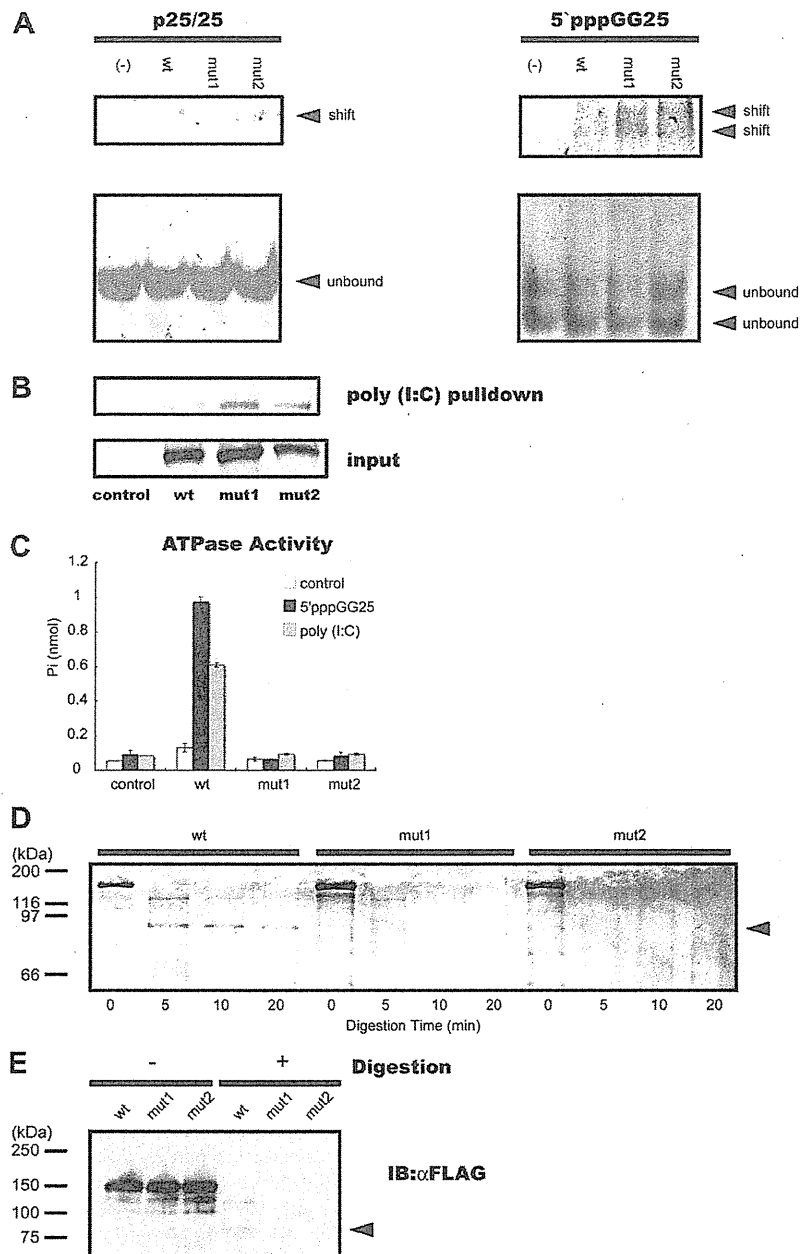 A
p25/25
5`pppGG25
(-) wt mut1 mut2
(-) wt mut1 mut2
shift
shift
shift
unbound
unbound
unbound
B
poly (I:C) pulldown
input
control wt mut1 mut2
C
ATPase Activity
1.2
1
0.8
0.6
0.4
0.2
0
Pi (nmol)
control
5'pppGG25
poly (I:C)
control wt mut1 mut2
D
wt mut1 mut2
(kDa)
200
116
97
66
0 5 10 20 0 5 10 20 0 5 10 20
Digestion Time (min)
E
- + Digestion
wt mut1 mut2 wt mut1 mut2
(kDa)
250
150
100
75
IB:αFLAG